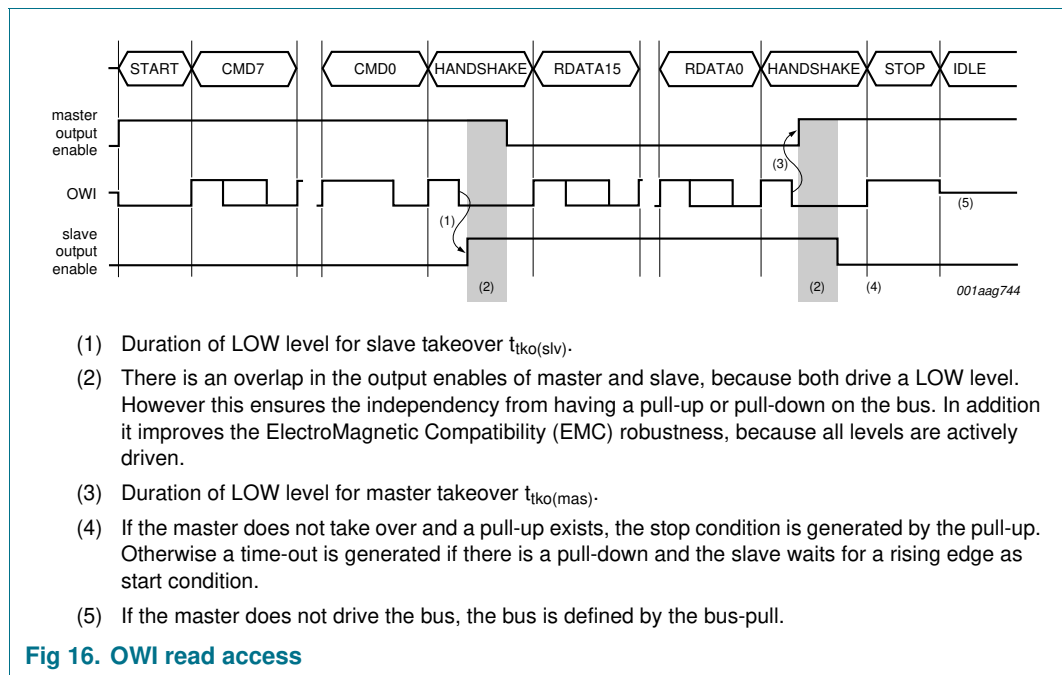 START CMD7 CMD0 HANDSHAKE RDATA15 RDATA0 HANDSHAKE STOP IDLE
master
output
enable
(3)
OWI
(1)
(5)
slave
output
enable
(2) (2) (4)
001aag744
(1) Duration of LOW level for slave takeover ttko(slv).
(2) There is an overlap in the output enables of master and slave, because both drive a LOW level.
However this ensures the independency from having a pull-up or pull-down on the bus. In addition
it improves the ElectroMagnetic Compatibility (EMC) robustness, because all levels are actively
driven.
(3) Duration of LOW level for master takeover ttko(mas).
(4) If the master does not take over and a pull-up exists, the stop condition is generated by the pull-up.
Otherwise a time-out is generated if there is a pull-down and the slave waits for a rising edge as
start condition.
(5) If the master does not drive the bus, the bus is defined by the bus-pull.
Fig 16. OWI read access